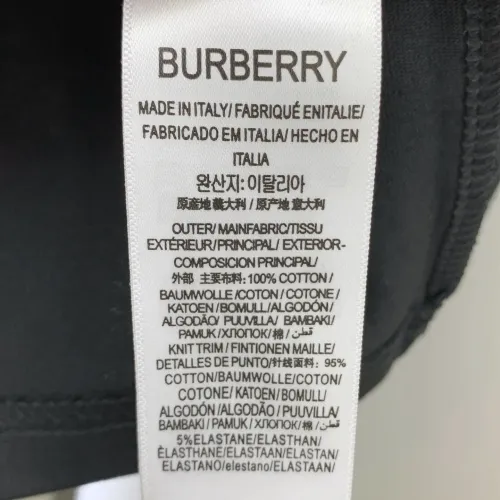 BURBERRY
MADE IN ITALY/ FABRIQUÉ ENITALIE/
FABRICADO EM ITALIA/ HECHO EN
ITALIA
완산지: 이탈리아
原産地 義大利 / 原产地 意大利
OUTER/ MAINFABRIC/TISSU
EXTÉRIEUR/PRINCIPAL/ EXTERIOR-
COMPOSICION PRINCIPAL/
外部 主要布料: 100% COTTON/
BAUMWOLLE/COTON/ COTONE/
KATOEN/ BOMULL/ BOMULD/
ALGODÃO/ PUUVILLA/ BAMBAKI/
PAMUK/ ХЛОПОК/ 棉/ قطن/
KNIT TRIM/ FINTIONEN MAILLE/
DETALLES DE PUNTO/针线面料: 95%
COTTON/BAUMWOLLE/COTON/
COTONE/ KATOEN/ BOMULL/
ALGODÓN/ALGODÃO / PUUVILLA/
BAMBAKI / PAMUK / ХЛОПОК/棉/ قطن /
5%ELASTANE/ELASTHAN/
ÉLASTHANE/ELASTAAN/ELASTAN/
ELASTANO/elestano/ELASTAAN/